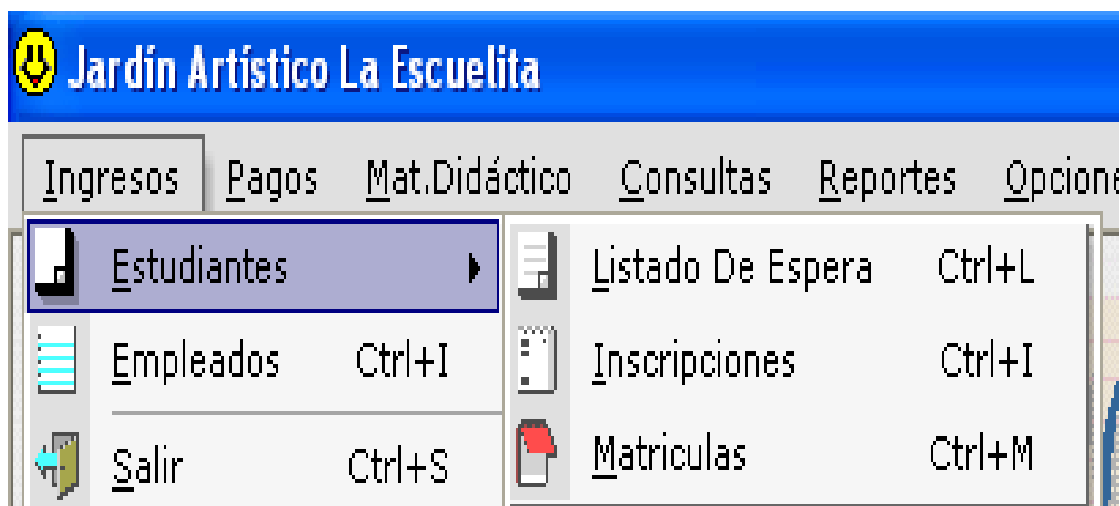 Jardín Artístico La Escuelita
Ingresos Pagos Mat.Didáctico Consultas Reportes Opcione
Estudiantes Listado De Espera Ctrl+L
Empleados Ctrl+I Inscripciones Ctrl+I
Salir Ctrl+S Matriculas Ctrl+M